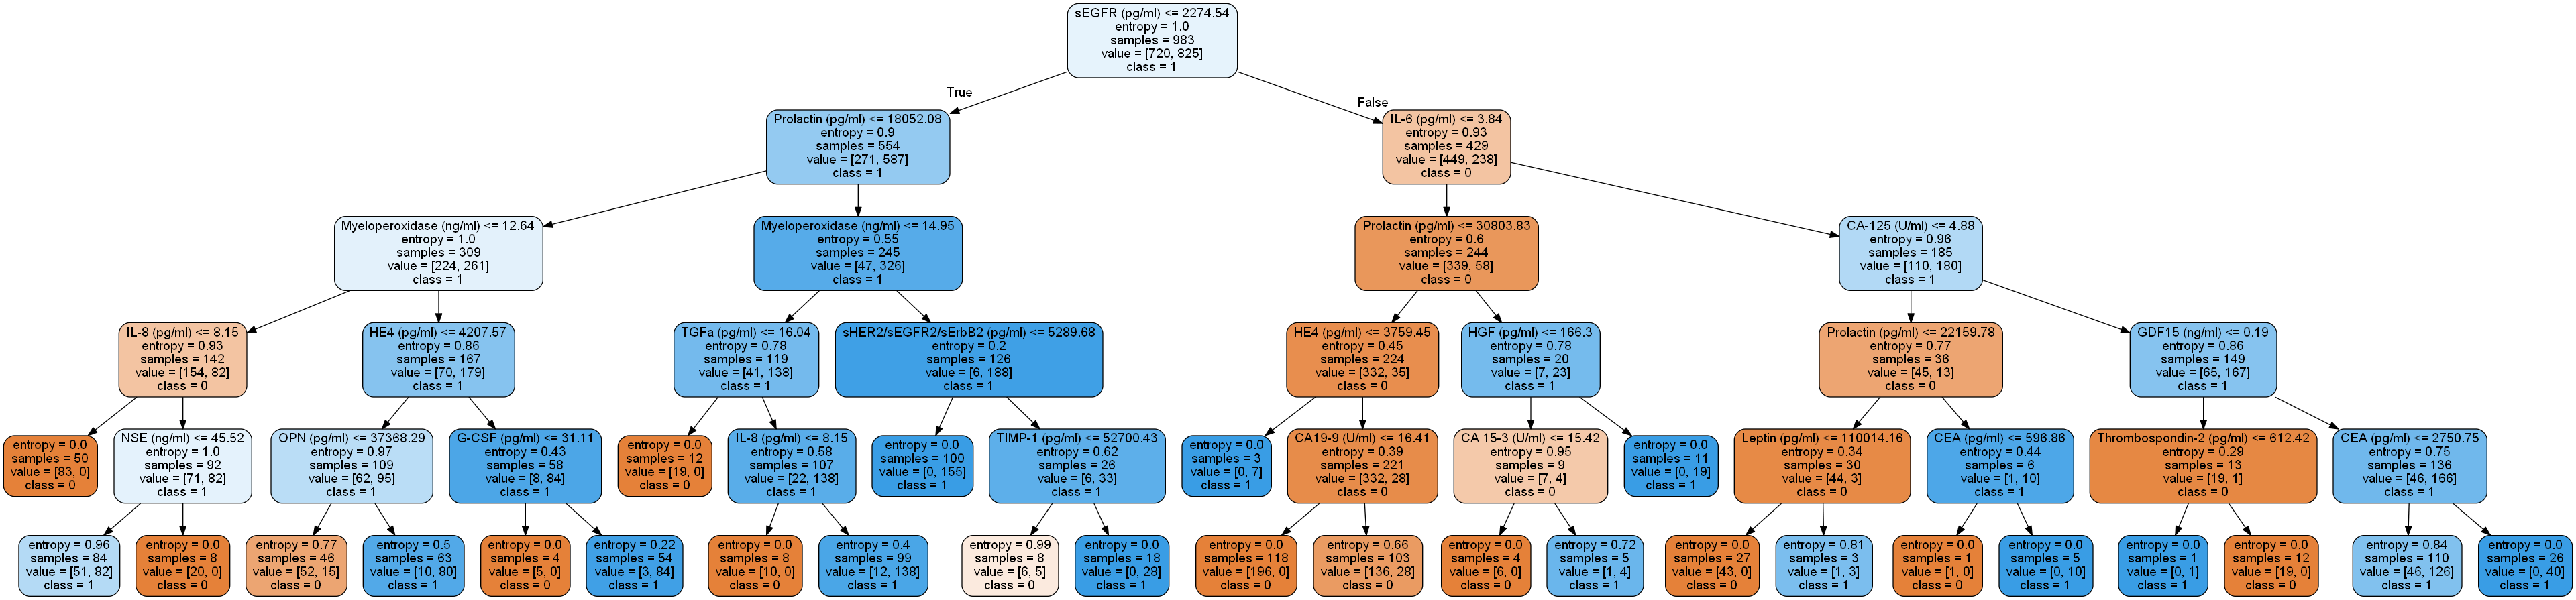 sEGFR (pg/ml) <= 2274.54
entropy = 1.0
samples = 983
value = [720, 825]
class = 1
True
False
Prolactin (pg/ml) <= 18052.08
entropy = 0.9
samples = 554
value = [271, 587]
class = 1
IL-6 (pg/ml) <= 3.84
entropy = 0.93
samples = 429
value = [449, 238]
class = 0
Myeloperoxidase (ng/ml) <= 12.64
entropy = 1.0
samples = 309
value = [224, 261]
class = 1
Myeloperoxidase (ng/ml) <= 14.95
entropy = 0.55
samples = 245
value = [47, 326]
class = 1
Prolactin (pg/ml) <= 30803.83
entropy = 0.6
samples = 244
value = [339, 58]
class = 0
CA-125 (U/ml) <= 4.88
entropy = 0.96
samples = 185
value = [110, 180]
class = 1
IL-8 (pg/ml) <= 8.15
entropy = 0.93
samples = 142
value = [154, 82]
class = 0
HE4 (pg/ml) <= 4207.57
entropy = 0.86
samples = 167
value = [70, 179]
class = 1
TGFa (pg/ml) <= 16.04
entropy = 0.78
samples = 119
value = [41, 138]
class = 1
sHER2/sEGFR2/sErbB2 (pg/ml) <= 5289.68
entropy = 0.2
samples = 126
value = [6, 188]
class = 1
HE4 (pg/ml) <= 3759.45
entropy = 0.45
samples = 224
value = [332, 35]
class = 0
HGF (pg/ml) <= 166.3
entropy = 0.78
samples = 20
value = [7, 23]
class = 1
Prolactin (pg/ml) <= 22159.78
entropy = 0.77
samples = 36
value = [45, 13]
class = 0
GDF15 (ng/ml) <= 0.19
entropy = 0.86
samples = 149
value = [65, 167]
class = 1
entropy = 0.0
samples = 50
value = [83, 0]
class = 0
NSE (ng/ml) <= 45.52
entropy = 1.0
samples = 92
value = [71, 82]
class = 1
OPN (pg/ml) <= 37368.29
entropy = 0.97
samples = 109
value = [62, 95]
class = 1
G-CSF (pg/ml) <= 31.11
entropy = 0.43
samples = 58
value = [8, 84]
class = 1
entropy = 0.0
samples = 12
value = [19, 0]
class = 0
IL-8 (pg/ml) <= 8.15
entropy = 0.58
samples = 107
value = [22, 138]
class = 1
entropy = 0.0
samples = 100
value = [0, 155]
class = 1
TIMP-1 (pg/ml) <= 52700.43
entropy = 0.62
samples = 26
value = [6, 33]
class = 1
entropy = 0.0
samples = 3
value = [0, 7]
class = 1
CA19-9 (U/ml) <= 16.41
entropy = 0.39
samples = 221
value = [332, 28]
class = 0
CA 15-3 (U/ml) <= 15.42
entropy = 0.95
samples = 9
value = [7, 4]
class = 0
entropy = 0.0
samples = 11
value = [0, 19]
class = 1
Leptin (pg/ml) <= 110014.16
entropy = 0.34
samples = 30
value = [44, 3]
class = 0
CEA (pg/ml) <= 596.86
entropy = 0.44
samples = 6
value = [1, 10]
class = 1
Thrombospondin-2 (pg/ml) <= 612.42
entropy = 0.29
samples = 13
value = [19, 1]
class = 0
CEA (pg/ml) <= 2750.75
entropy = 0.75
samples = 136
value = [46, 166]
class = 1
entropy = 0.96
samples = 84
value = [51, 82]
class = 1
entropy = 0.0
samples = 8
value = [20, 0]
class = 0
entropy = 0.77
samples = 46
value = [52, 15]
class = 0
entropy = 0.5
samples = 63
value = [10, 80]
class = 1
entropy = 0.0
samples = 4
value = [5, 0]
class = 0
entropy = 0.22
samples = 54
value = [3, 84]
class = 1
entropy = 0.0
samples = 8
value = [10, 0]
class = 0
entropy = 0.4
samples = 99
value = [12, 138]
class = 1
entropy = 0.99
samples = 8
value = [6, 5]
class = 0
entropy = 0.0
samples = 18
value = [0, 28]
class = 1
entropy = 0.0
samples = 118
value = [196, 0]
class = 0
entropy = 0.66
samples = 103
value = [136, 28]
class = 0
entropy = 0.0
samples = 4
value = [6, 0]
class = 0
entropy = 0.72
samples = 5
value = [1, 4]
class = 1
entropy = 0.0
samples = 27
value = [43, 0]
class = 0
entropy = 0.81
samples = 3
value = [1, 3]
class = 1
entropy = 0.0
samples = 1
value = [1, 0]
class = 0
entropy = 0.0
samples = 5
value = [0, 10]
class = 1
entropy = 0.0
samples = 1
value = [0, 1]
class = 1
entropy = 0.0
samples = 12
value = [19, 0]
class = 0
entropy = 0.84
samples = 110
value = [46, 126]
class = 1
entropy = 0.0
samples = 26
value = [0, 40]
class = 1